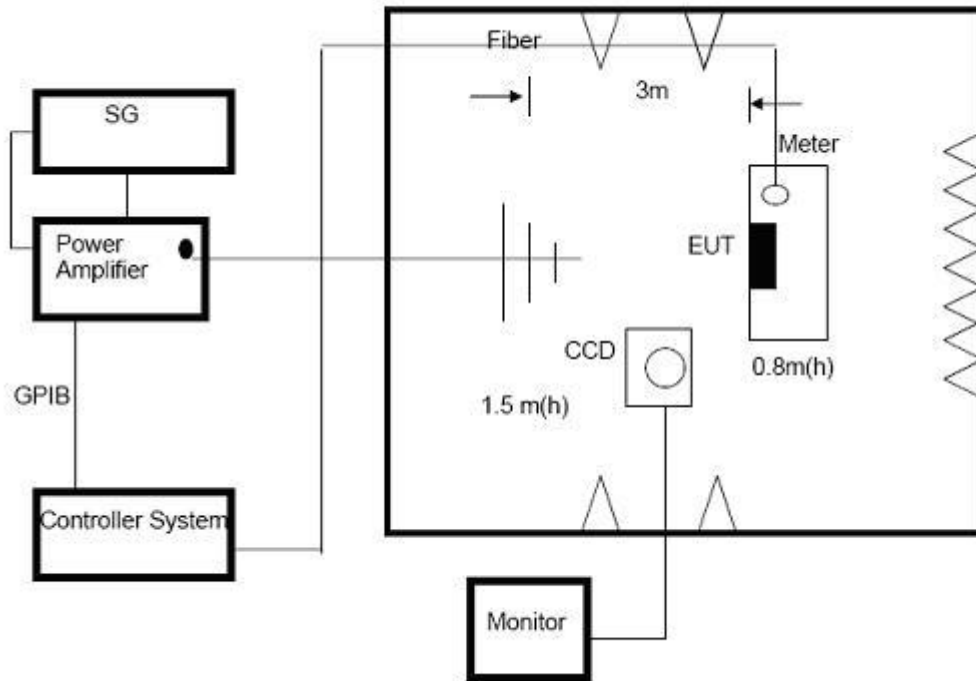 Fiber
3m
SG
Meter
Power
Amplifier
EUT
CCD
0.8m(h)
GPIB
1.5 m(h)
Controller System
Monitor